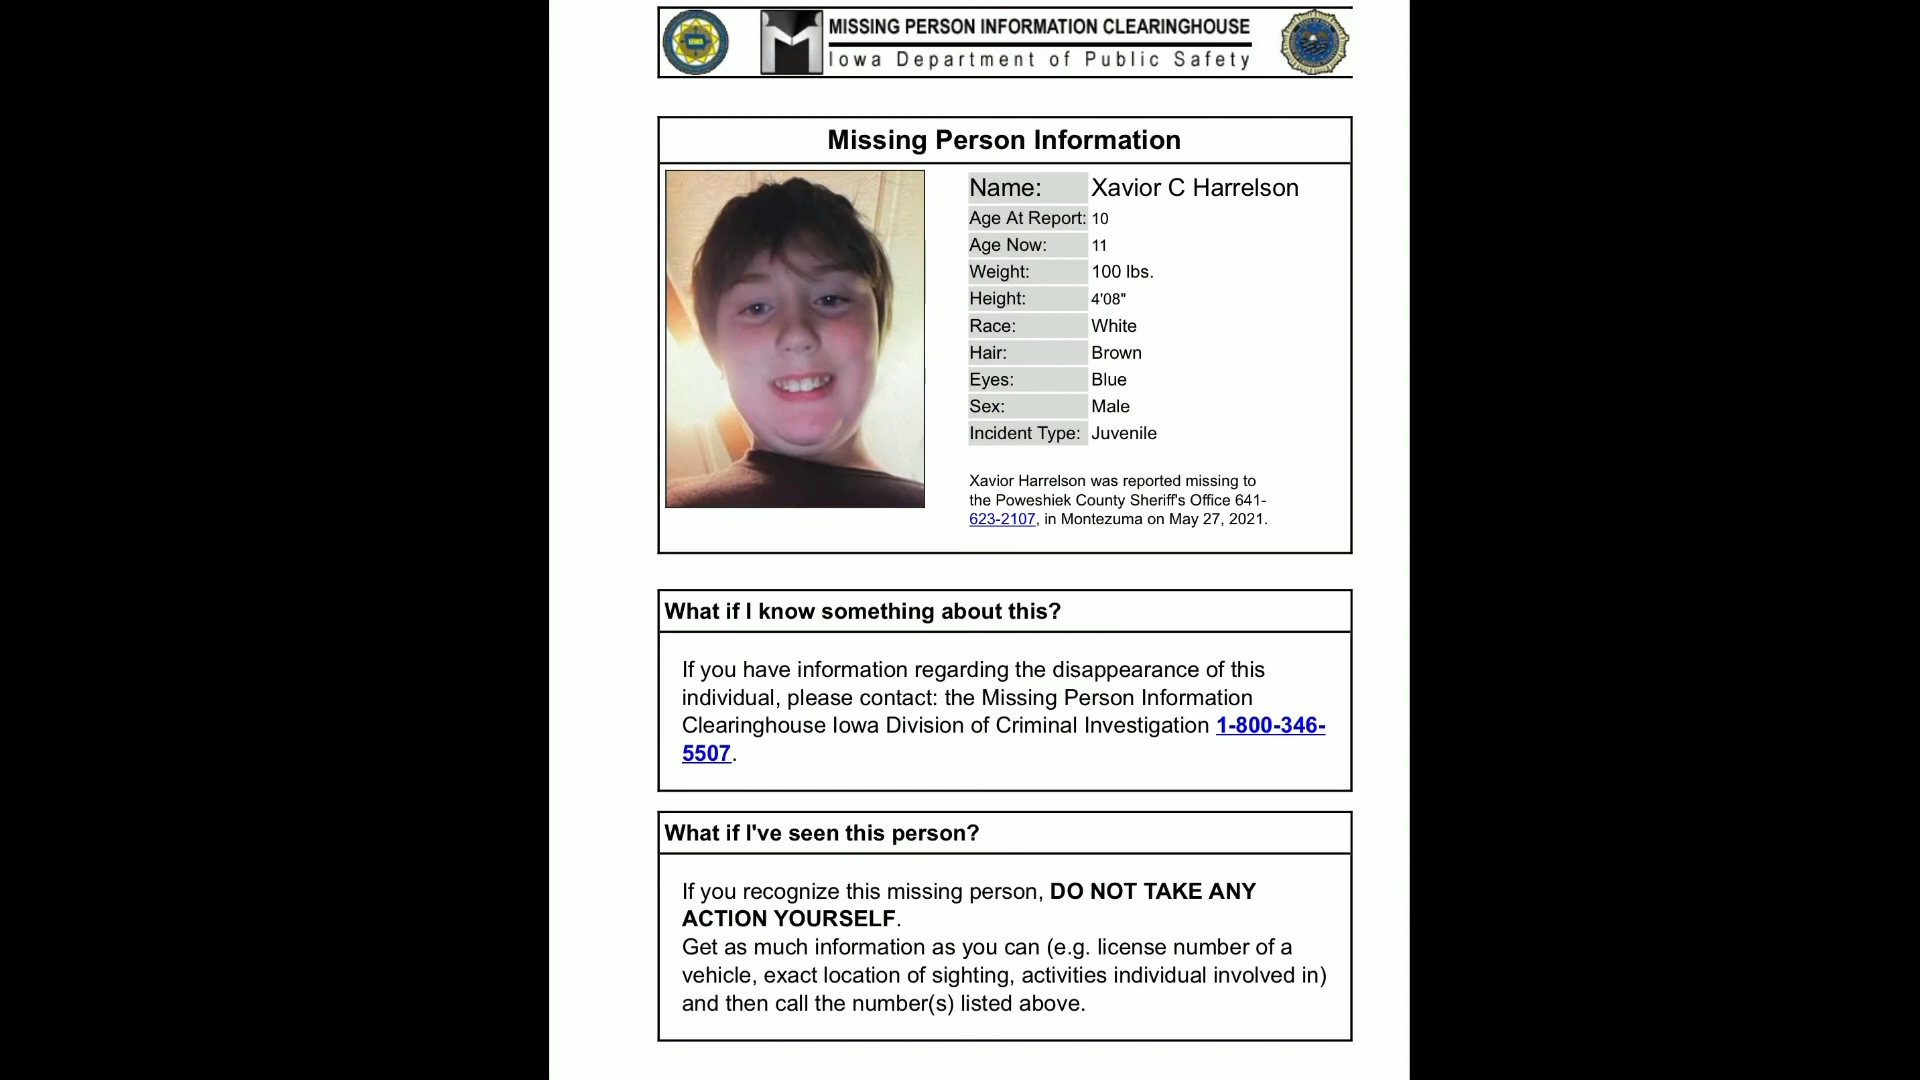 MISSING PERSON INFORMATION CLEARINGHOUSE
Iowa Department of Public Safety
IOWA
Missing Person Information
Name: Xavior C Harrelson
Age At Report: 10
Age Now: 11
Weight: 100 lbs.
Height: 4'08"
Race: White
Hair: Brown
Eyes: Blue
Sex: Male
Incident Type: Juvenile
Xavior Harrelson was reported missing to
the Poweshiek County Sheriff's Office 641-
623-2107, in Montezuma on May 27, 2021.
What if I know something about this?
If you have information regarding the disappearance of this
individual, please contact: the Missing Person Information
Clearinghouse Iowa Division of Criminal Investigation 1-800-346-
5507.
What if I've seen this person?
If you recognize this missing person, DO NOT TAKE ANY
ACTION YOURSELF.
Get as much information as you can (e.g. license number of a
vehicle, exact location of sighting, activities individual involved in)
and then call the number(s) listed above.